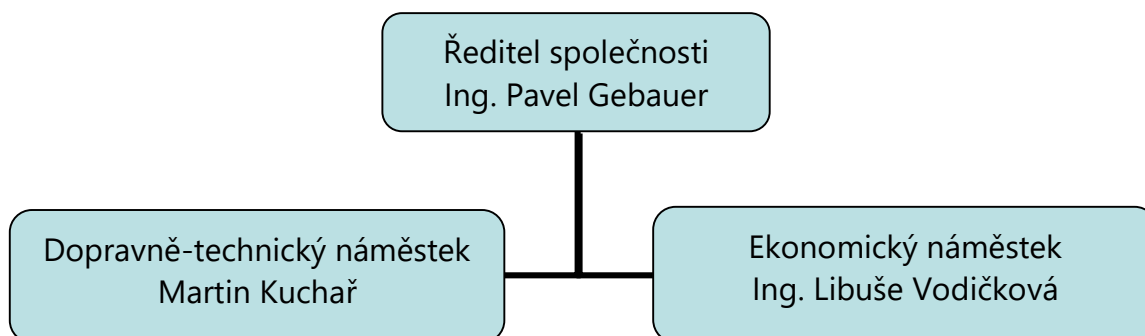 Ředitel společnosti
Ing. Pavel Gebauer
Dopravně-technický náměstek
Martin Kuchař
Ekonomický náměstek
Ing. Libuše Vodičková